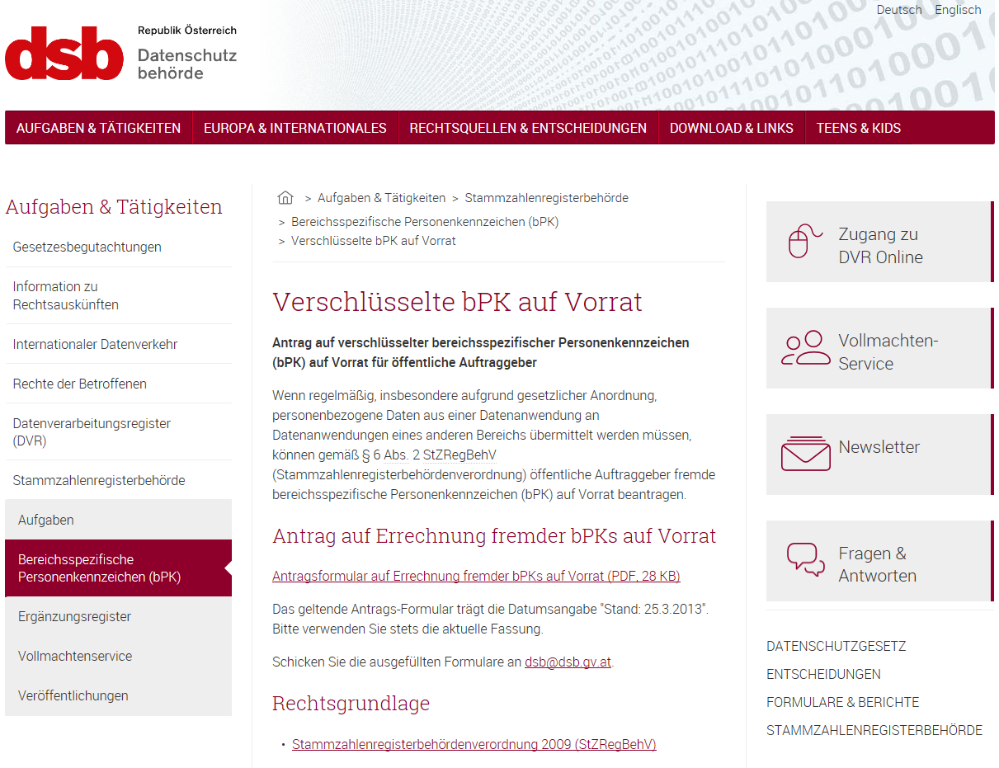 Deutsch Englisch
dsb
Republik Österreich
Datenschutz
behörde
AUFGABEN & TÄTIGKEITEN EUROPA & INTERNATIONALES RECHTSQUELLEN & ENTSCHEIDUNGEN DOWNLOAD & LINKS TEENS & KIDS
Aufgaben & Tätigkeiten
Gesetzesbegutachtungen
Information zu
Rechtsauskünften
Internationaler Datenverkehr
Rechte der Betroffenen
Datenverarbeitungsregister
(DVR)
Stammzahlenregisterbehörde
Aufgaben
Bereichsspezifische
Personenkennzeichen (bPK)
Ergänzungsregister
Vollmachtenservice
Veröffentlichungen
> Aufgaben & Tätigkeiten > Stammzahlenregisterbehörde
> Bereichsspezifische Personenkennzeichen (bPK)
> Verschlüsselte bPK auf Vorrat
Verschlüsselte bPK auf Vorrat
Antrag auf verschlüsselter bereichsspezifischer Personenkennzeichen
(bPK) auf Vorrat für öffentliche Auftraggeber
Wenn regelmäßig, insbesondere aufgrund gesetzlicher Anordnung,
personenbezogene Daten aus einer Datenanwendung an
Datenanwendungen eines anderen Bereichs übermittelt werden müssen,
können gemäß § 6 Abs. 2 StZRegBehV
(Stammzahlenregisterbehördenverordnung) öffentliche Auftraggeber fremde
bereichsspezifische Personenkennzeichen (bPK) auf Vorrat beantragen.
Antrag auf Errechnung fremder bPKs auf Vorrat
Antragsformular auf Errechnung fremder bPKs auf Vorrat (PDF, 28 KB)
Das geltende Antrags-Formular trägt die Datumsangabe "Stand: 25.3.2013".
Bitte verwenden Sie stets die aktuelle Fassung.
Schicken Sie die ausgefüllten Formulare an dsb@dsb.gv.at.
Rechtsgrundlage
• Stammzahlenregisterbehördenverordnung 2009 (StZRegBehV)
Zugang zu
DVR Online
Vollmachten-
Service
Newsletter
Fragen &
Antworten
DATENSCHUTZGESETZ
ENTSCHEIDUNGEN
FORMULARE & BERICHTE
STAMMZAHLENREGISTERBEHÖRDE